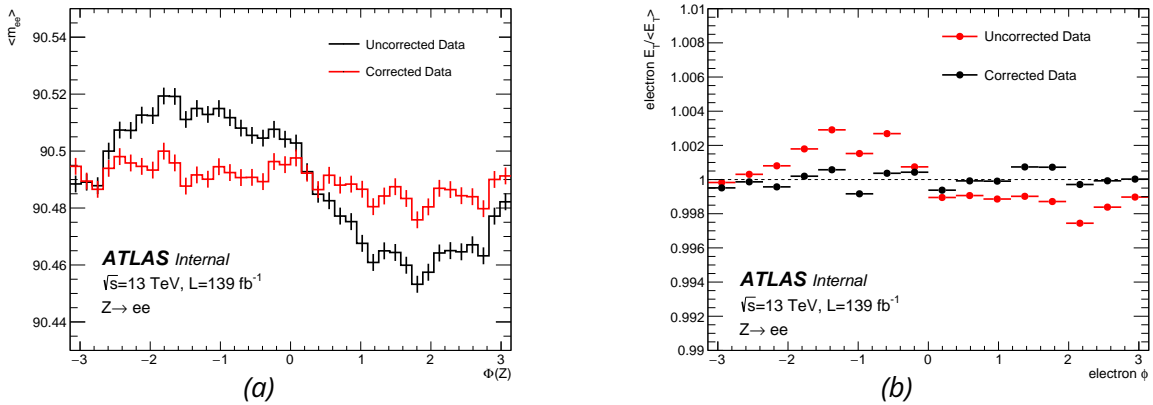 <m_ee>
90.54
90.52
90.5
90.48
90.46
90.44
Uncorrected Data
Corrected Data
ATLAS Internal
√s=13 TeV, L=139 fb⁻¹
Z→ ee
−3 −2 −1 0 1 2 3
Φ(Z)
(a)
electron E_T/<E_T>
1.01
1.008
1.006
1.004
1.002
1
0.998
0.996
0.994
0.992
0.99
Uncorrected Data
Corrected Data
ATLAS Internal
√s=13 TeV, L=139 fb⁻¹
Z→ ee
−3 −2 −1 0 1 2 3
electron ϕ
(b)